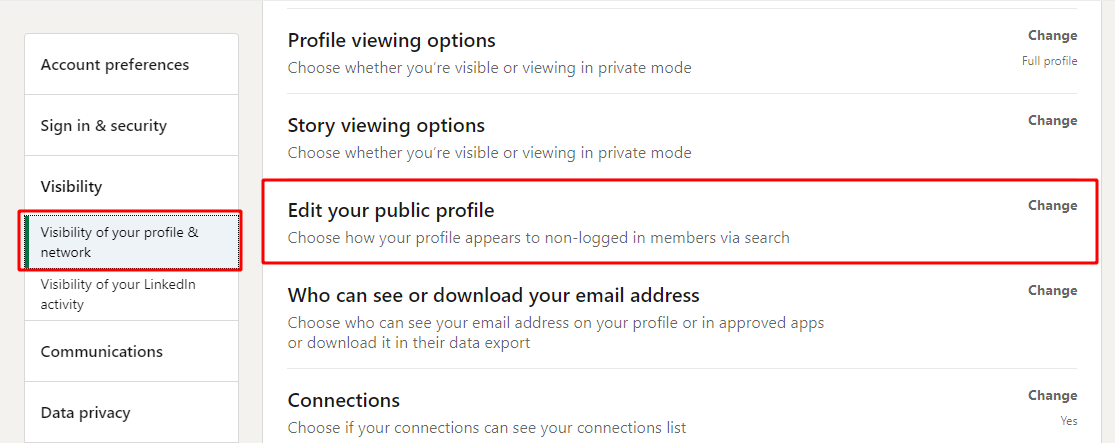 Account preferences
Sign in & security
Visibility
Visibility of your profile &
network
Visibility of your LinkedIn
activity
Communications
Data privacy
Profile viewing options
Change
Choose whether you're visible or viewing in private mode
Full profile
Story viewing options
Change
Choose whether you're visible or viewing in private mode
Edit your public profile
Change
Choose how your profile appears to non-logged in members via search
Who can see or download your email address
Change
Choose who can see your email address on your profile or in approved apps
or download it in their data export
Connections
Change
Choose if your connections can see your connections list
Yes